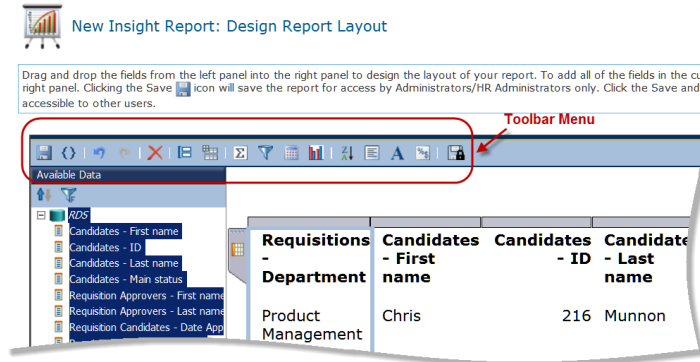 New Insight Report: Design Report Layout
Drag and drop the fields from the left panel into the right panel to design the layout of your report. To add all of the fields in the
right panel. Clicking the Save icon will save the report for access by Administrators/HR Administrators only. Click the Save and
accessible to other users.
Toolbar Menu
Available Data
RDS
Candidates - First name
Candidates - ID
Candidates - Last name
Candidates - Main status
Requisition Approvers - First name
Requisition Approvers - Last name
Requisition Candidates - Date App
Requisitions - Department
Candidates - First name
Candidates - ID
Candidates - Last name
Product Management
Chris
216
Munnon